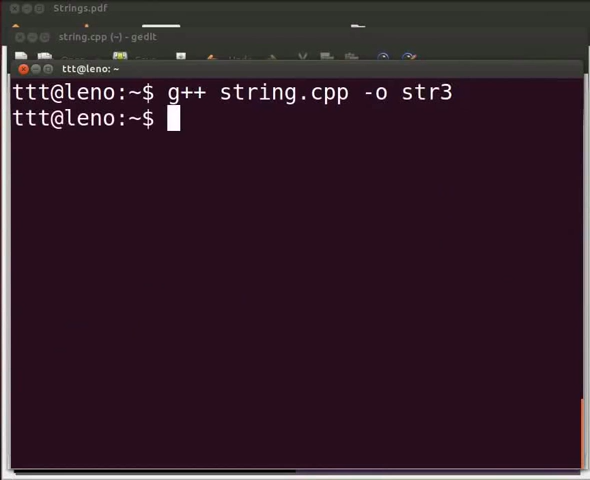 Strings.pdf
string.cpp (~) - gedit
ttt@leno: ~
ttt@leno:~$ g++ string.cpp -o str3
ttt@leno:~$